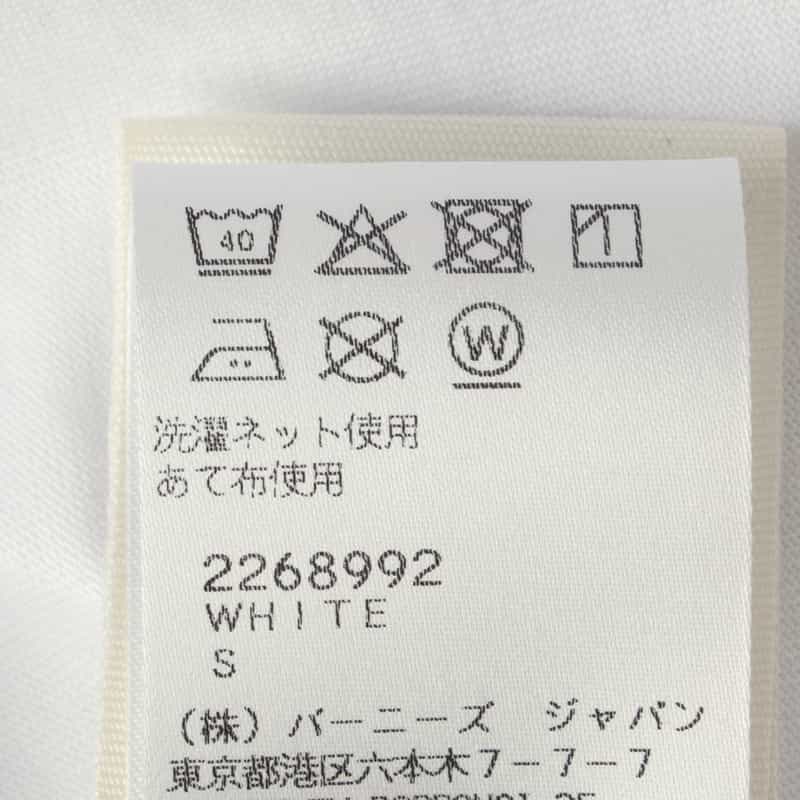 40
W
洗濯ネット使用
あて布使用
2268992
WHITE
S
(株) バーニーズ ジャパン
東京都港区六本木7-7-7